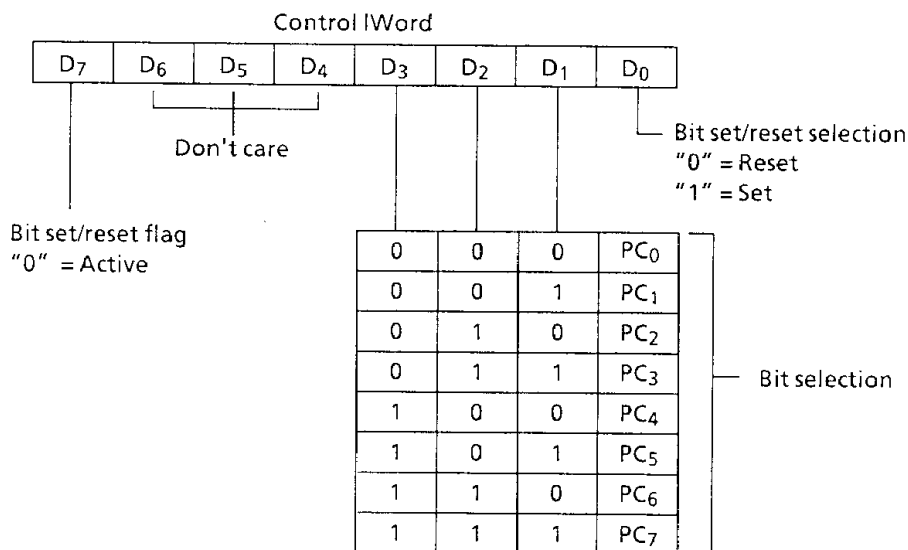 Control lWord
D7 D6 D5 D4 D3 D2 D1 D0
Don't care
Bit set/reset selection
"0" = Reset
"1" = Set
Bit set/reset flag
"0" = Active
0 0 0 PC0
0 0 1 PC1
0 1 0 PC2
0 1 1 PC3
1 0 0 PC4
1 0 1 PC5
1 1 0 PC6
1 1 1 PC7
Bit selection